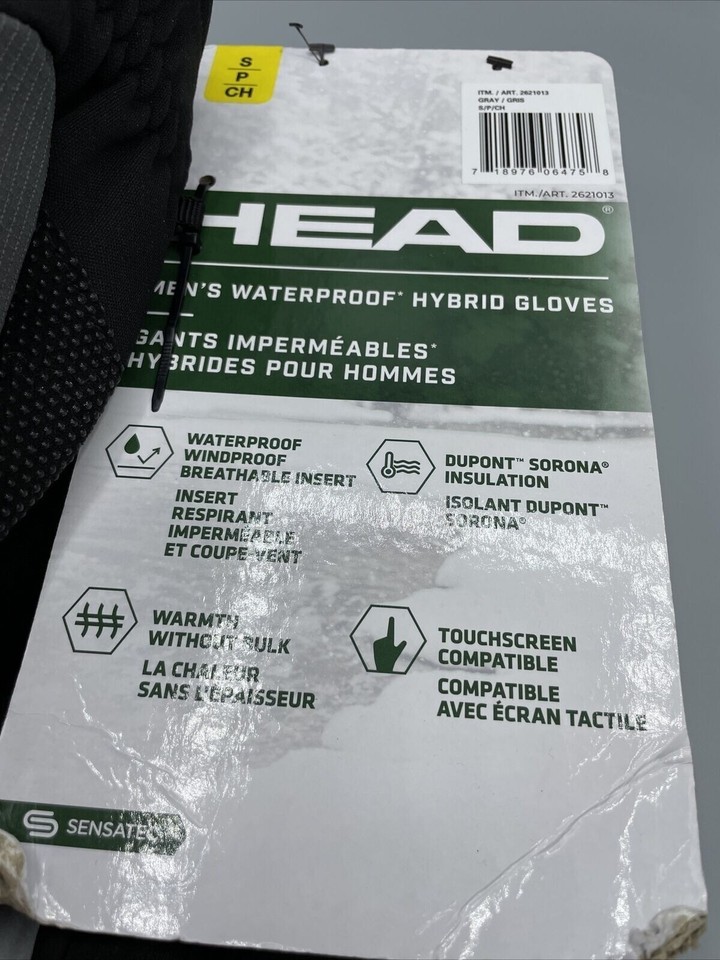 S
P
CH
ITM. / ART. 2621013
GRAY / GRIS
S/P/CH
7 18976 06475 8
ITM./ART. 2621013
HEAD®
MEN'S WATERPROOF* HYBRID GLOVES
GANTS IMPERMÉABLES*
HYBRIDES POUR HOMMES
WATERPROOF
WINDPROOF
BREATHABLE INSERT
INSERT
RESPIRANT
IMPERMÉABLE
ET COUPE-VENT
DUPONT™ SORONA®
INSULATION
ISOLANT DUPONT™
SORONA®
WARMTH
WITHOUT BULK
LA CHALEUR
SANS L'ÉPAISSEUR
TOUCHSCREEN
COMPATIBLE
COMPATIBLE
AVEC ÉCRAN TACTILE